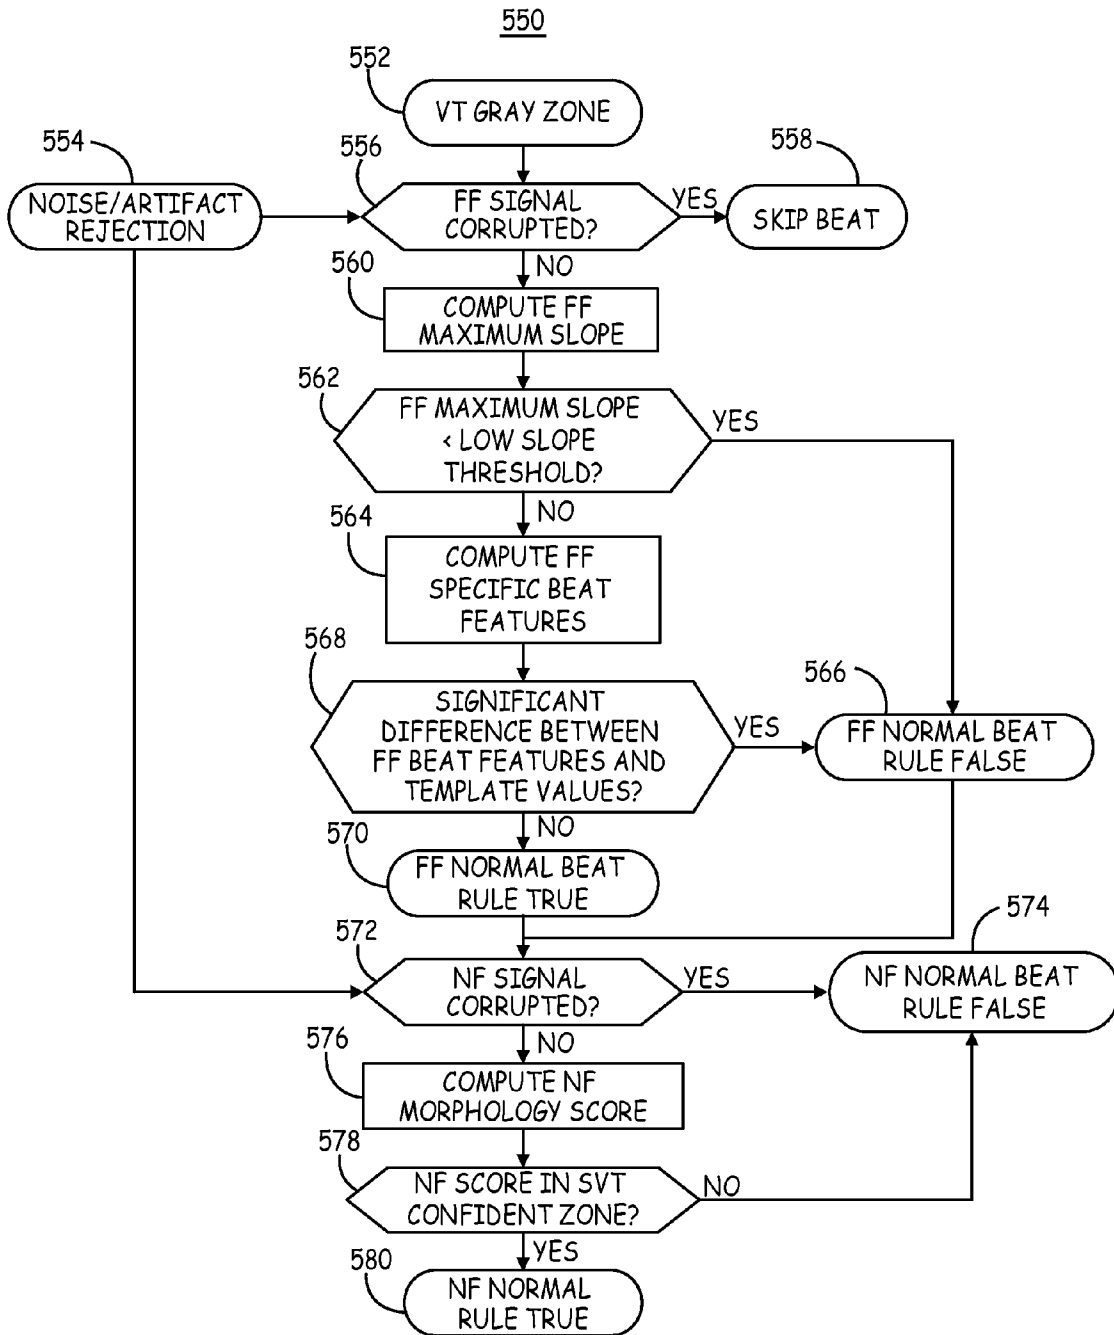 550
552
VT GRAY ZONE
554
NOISE/ARTIFACT
REJECTION
556
FF SIGNAL
CORRUPTED?
YES
558
SKIP BEAT
NO
560
COMPUTE FF
MAXIMUM SLOPE
562
FF MAXIMUM SLOPE
< LOW SLOPE
THRESHOLD?
YES
NO
564
COMPUTE FF
SPECIFIC BEAT
FEATURES
568
SIGNIFICANT
DIFFERENCE BETWEEN
FF BEAT FEATURES AND
TEMPLATE VALUES?
YES
566
FF NORMAL BEAT
RULE FALSE
NO
570
FF NORMAL BEAT
RULE TRUE
572
NF SIGNAL
CORRUPTED?
YES
574
NF NORMAL BEAT
RULE FALSE
NO
576
COMPUTE NF
MORPHOLOGY SCORE
578
NF SCORE IN SVT
CONFIDENT ZONE?
NO
YES
580
NF NORMAL
RULE TRUE